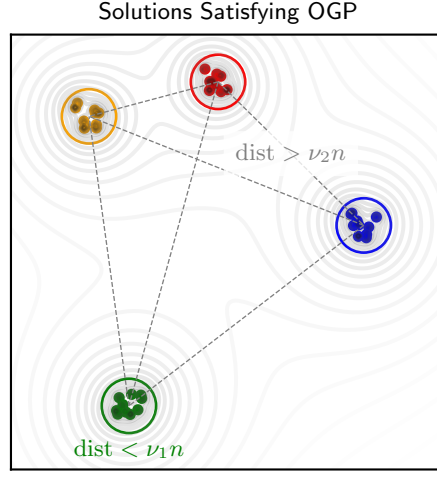 Solutions Satisfying OGP
dist > ν₂n
dist < ν₁n